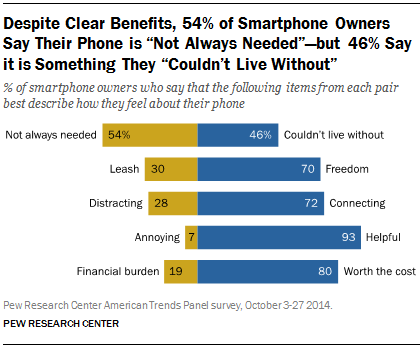 Despite Clear Benefits, 54% of Smartphone Owners
Say Their Phone is “Not Always Needed”—but 46% Say
it is Something They “Couldn’t Live Without”
% of smartphone owners who say that the following items from each pair
best describe how they feel about their phone
Not always needed 54% 46% Couldn’t live without
Leash 30 70 Freedom
Distracting 28 72 Connecting
Annoying 7 93 Helpful
Financial burden 19 80 Worth the cost
Pew Research Center American Trends Panel survey, October 3-27 2014.
PEW RESEARCH CENTER